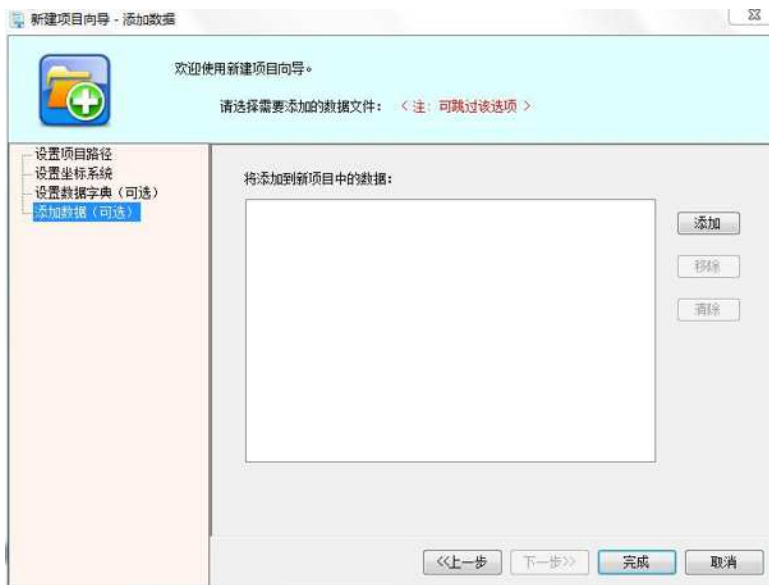 新建项目向导 - 添加数据
欢迎使用新建项目向导。
请选择需要添加的数据文件: <注: 可跳过该选项 >
设置项目路径
设置坐标系统
设置数据字典（可选）
添加数据（可选）
将添加到新项目中的数据:
添加
移除
清除
<<上一步 下一步>> 完成 取消